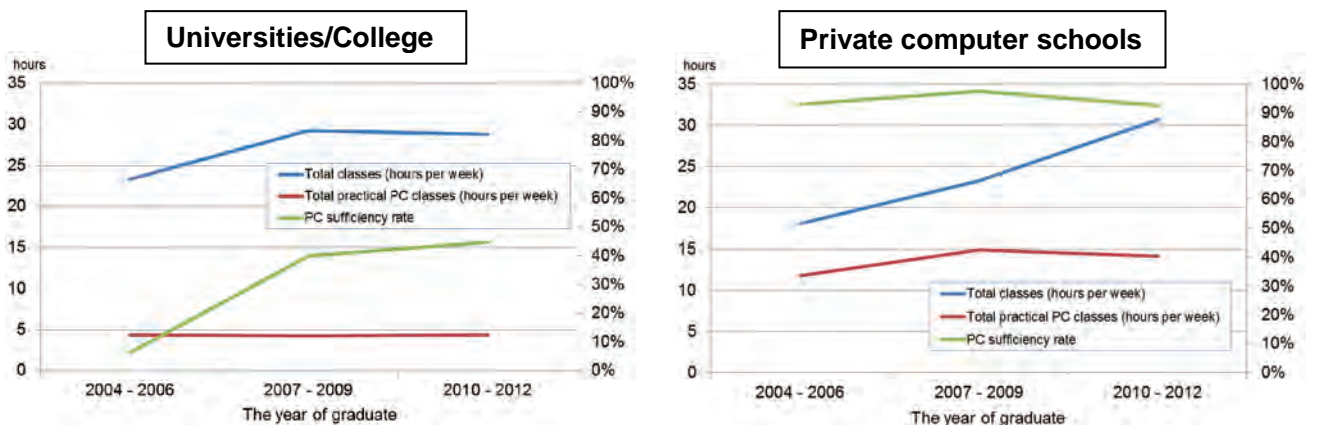 Universities/College
hours
35
30
25
20
15
10
5
0
100%
90%
80%
70%
60%
50%
40%
30%
20%
10%
0%
Total classes (hours per week)
Total practical PC classes (hours per week)
PC sufficiency rate
2004 - 2006
2007 - 2009
2010 - 2012
The year of graduate
Private computer schools
hours
35
30
25
20
15
10
5
0
100%
90%
80%
70%
60%
50%
40%
30%
20%
10%
0%
Total classes (hours per week)
Total practical PC classes (hours per week)
PC sufficiency rate
2004 - 2006
2007 - 2009
2010 - 2012
The year of graduate